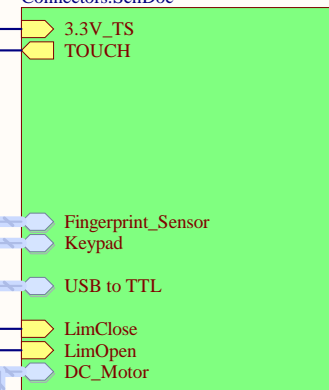 Connectors.SchDoc
3.3V_TS
TOUCH
Fingerprint_Sensor
Keypad
USB to TTL
LimClose
LimOpen
DC_Motor